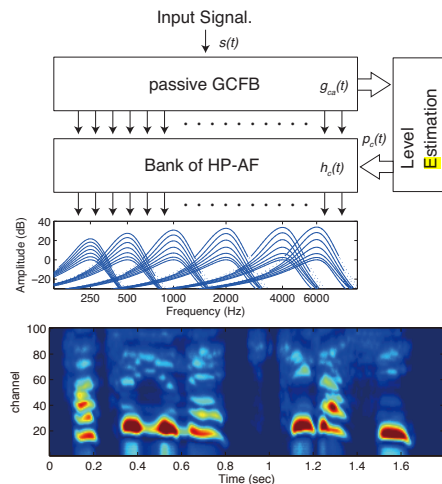 Input Signal.
s(t)
passive GCFB
g_ca(t)
Level Estimation
p_c(t)
Bank of HP-AF
h_c(t)
Amplitude (dB)
40
20
0
250 500 1000 2000 4000 6000
Frequency (Hz)
channel
100
80
60
40
20
0 0.2 0.4 0.6 0.8 1 1.2 1.4 1.6
Time (sec)